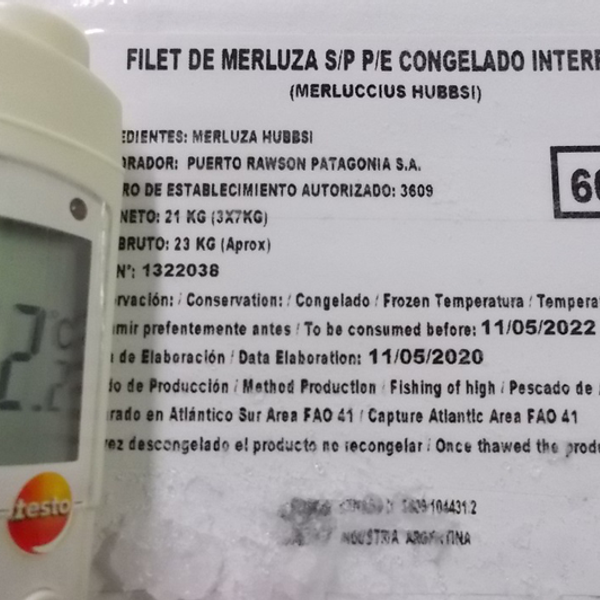 FILET DE MERLUZA S/P P/E CONGELADO
(MERLUCCIUS HUBBSI)
EDIENTES: MERLUZA HUBBSI
ORADOR: PUERTO RAWSON PATAGONIA S.A.
RO DE ESTABLECIMIENTO AUTORIZADO: 3609
NETO: 21 KG (3X7KG)
BRUTO: 23 KG (Aprox)
N°: 1322038
rvación: / Conservation: / Congelado / Frozen Temperatura / Tempera
mir prefentemente antes / To be consumed before: 11/05/2022
de Elaboración / Data Elaboration: 11/05/2020
do de Producción / Method Production / Fishing of high / Pescado de
rado en Atlántico Sur Area FAO 41 / Capture Atlantic Area FAO 41
ez descongelado el producto no recongelar / Once thawed the prod
INDUSTRIA ARGENTINA
testo